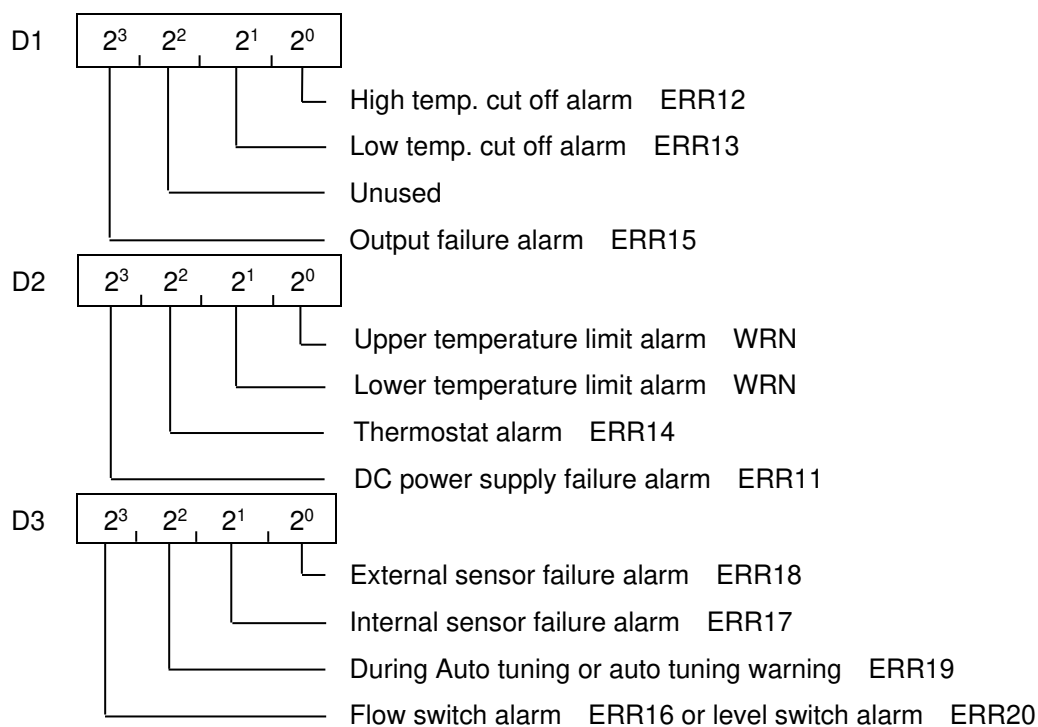 D1 2³ 2² 2¹ 2⁰
High temp. cut off alarm ERR12
Low temp. cut off alarm ERR13
Unused
Output failure alarm ERR15
D2 2³ 2² 2¹ 2⁰
Upper temperature limit alarm WRN
Lower temperature limit alarm WRN
Thermostat alarm ERR14
DC power supply failure alarm ERR11
D3 2³ 2² 2¹ 2⁰
External sensor failure alarm ERR18
Internal sensor failure alarm ERR17
During Auto tuning or auto tuning warning ERR19
Flow switch alarm ERR16 or level switch alarm ERR20